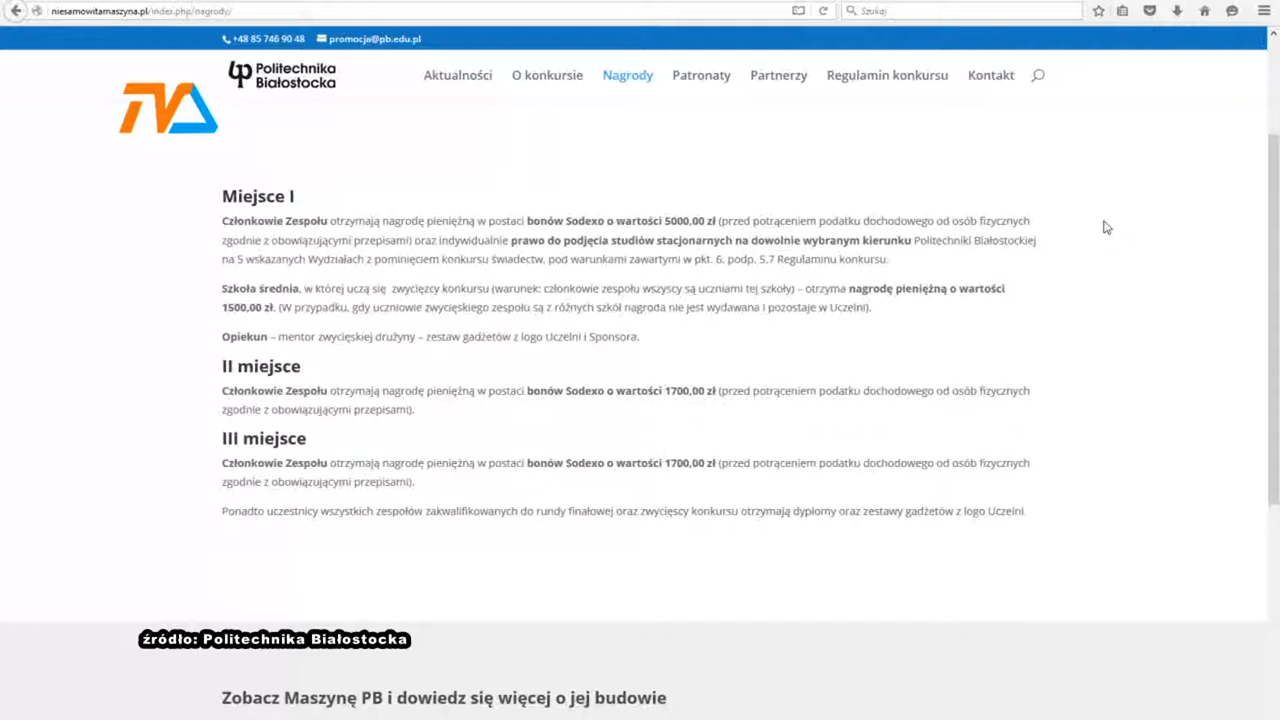 niesamowitamaszyna.pl/index.php/nagrody/
Szukaj
+48 85 746 90 48 promocja@pb.edu.pl
Politechnika
Białostocka
Aktualności O konkursie Nagrody Patronaty Partnerzy Regulamin konkursu Kontakt
Miejsce I
Członkowie Zespołu otrzymają nagrodę pieniężną w postaci bonów Sodexo o wartości 5000,00 zł (przed potrąceniem podatku dochodowego od osób fizycznych
zgodnie z obowiązującymi przepisami) oraz indywidualnie prawo do podjęcia studiów stacjonarnych na dowolnie wybranym kierunku Politechniki Białostockiej
na 5 wskazanych Wydziałach z pominięciem konkursu świadectw, pod warunkami zawartymi w pkt. 6. podp. 5.7 Regulaminu konkursu.
Szkoła średnia, w której uczą się zwycięzcy konkursu (warunek: członkowie zespołu wszyscy są uczniami tej szkoły) – otrzyma nagrodę pieniężną o wartości
1500,00 zł. (W przypadku, gdy uczniowie zwycięskiego zespołu są z różnych szkół nagroda nie jest wydawana i pozostaje w Uczelni).
Opiekun – mentor zwycięskiej drużyny – zestaw gadżetów z logo Uczelni i Sponsora.
II miejsce
Członkowie Zespołu otrzymają nagrodę pieniężną w postaci bonów Sodexo o wartości 1700,00 zł (przed potrąceniem podatku dochodowego od osób fizycznych
zgodnie z obowiązującymi przepisami).
III miejsce
Członkowie Zespołu otrzymają nagrodę pieniężną w postaci bonów Sodexo o wartości 1700,00 zł (przed potrąceniem podatku dochodowego od osób fizycznych
zgodnie z obowiązującymi przepisami).
Ponadto uczestnicy wszystkich zespołów zakwalifikowanych do rundy finałowej oraz zwycięscy konkursu otrzymają dyplomy oraz zestawy gadżetów z logo Uczelni.
źródło: Politechnika Białostocka
Zobacz Maszynę PB i dowiedz się więcej o jej budowie